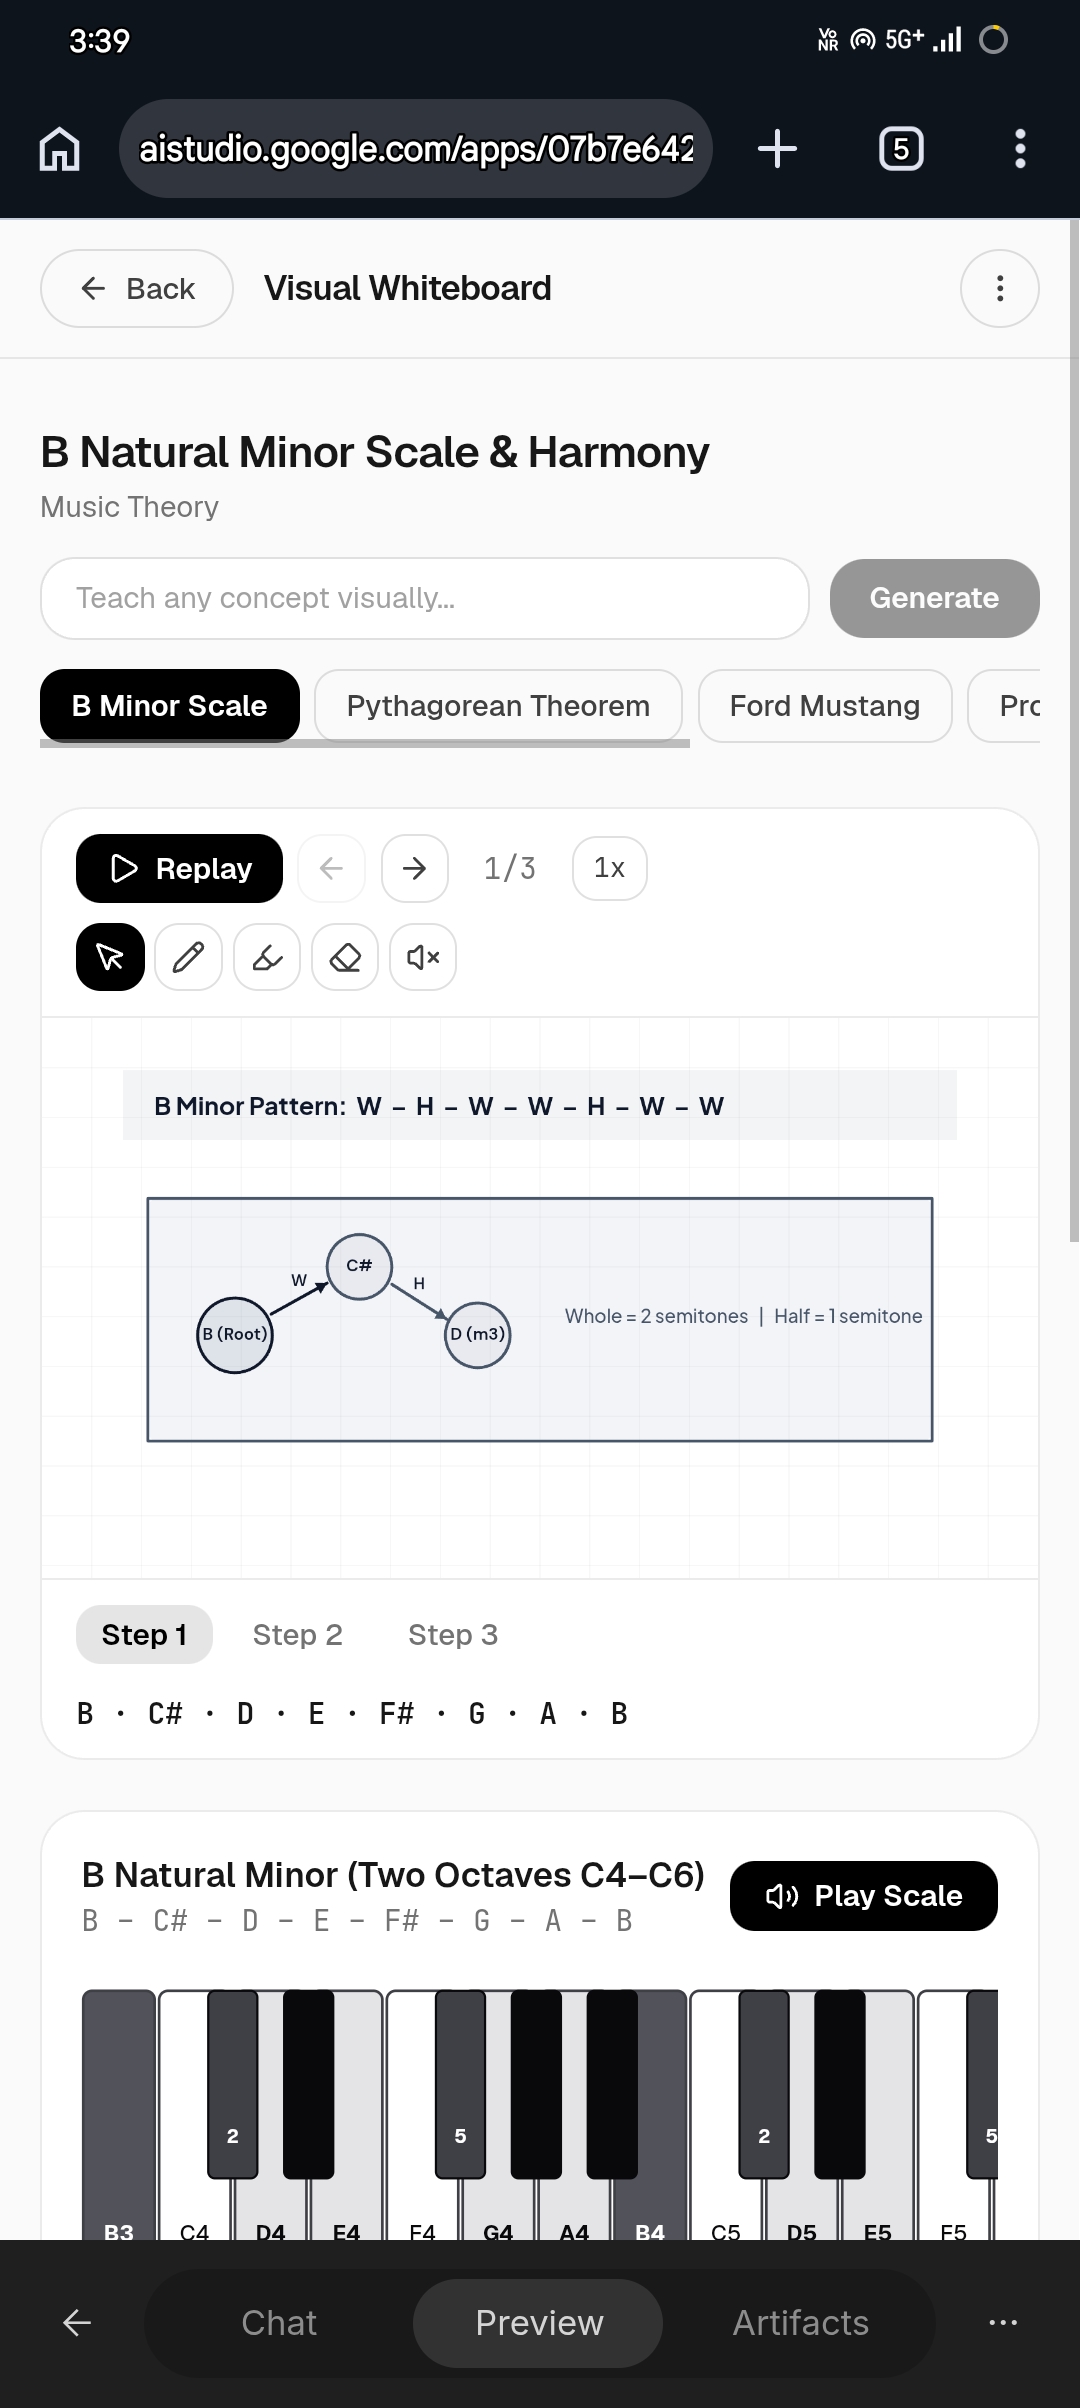 3:39
Vo NR 5G+
aistudio.google.com/apps/07b7e642
5
Back
Visual Whiteboard
B Natural Minor Scale & Harmony
Music Theory
Teach any concept visually...
Generate
B Minor Scale
Pythagorean Theorem
Ford Mustang
Replay
1/3
1x
B Minor Pattern: W – H – W – W – H – W – W
C#
W
H
B (Root)
D (m3)
Whole = 2 semitones | Half = 1 semitone
Step 1
Step 2
Step 3
B · C# · D · E · F# · G · A · B
B Natural Minor (Two Octaves C4–C6)
B – C# – D – E – F# – G – A – B
Play Scale
2 5 2 5
B3 C4 D4 E4 F4 G4 A4 B4 C5 D5 E5 F5
Chat
Preview
Artifacts